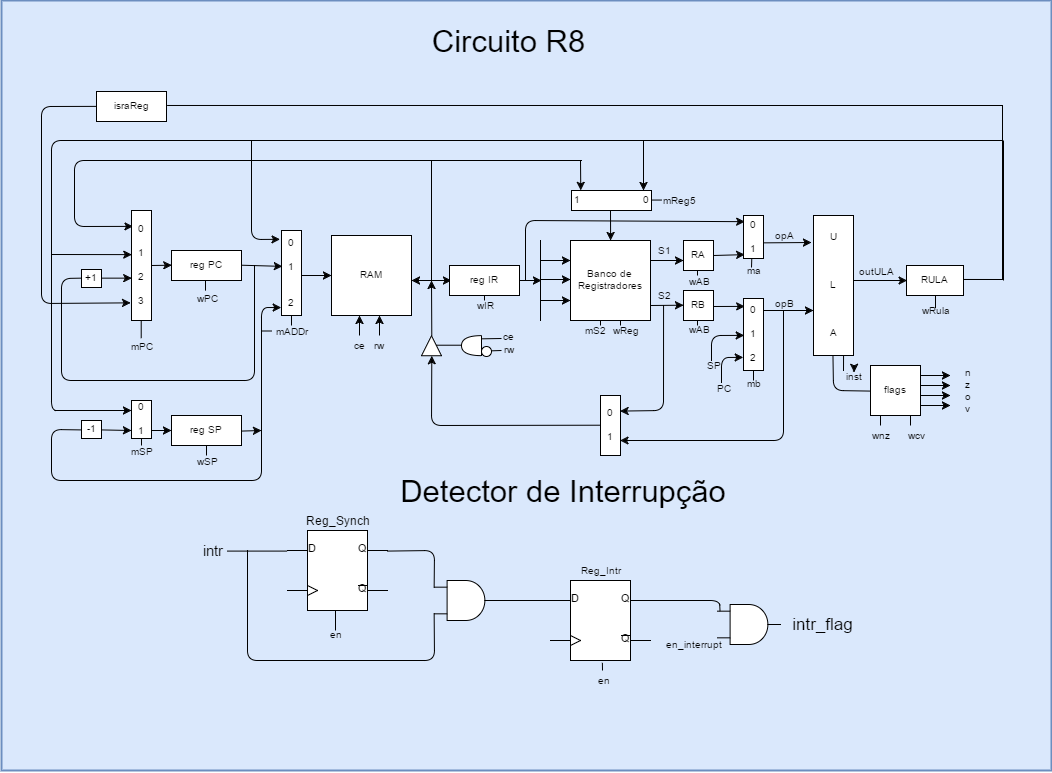 Circuito R8
israReg
1
0
mReg5
0
1
2
3
mPC
+1
reg PC
wPC
0
1
2
mADDr
RAM
ce
rw
reg IR
wIR
ce
rw
Banco de
Registradores
mS2
wReg
S1
S2
RA
wAB
RB
wAB
0
1
ma
opA
0
1
2
mb
opB
SP
PC
U
L
A
outULA
inst
RULA
wRula
flags
n
z
o
v
wnz
wcv
0
1
mSP
-1
reg SP
wSP
0
1
Detector de Interrupção
Reg_Synch
intr
D
Q
Q
en
Reg_Intr
D
Q
Q
en
en_interrupt
intr_flag